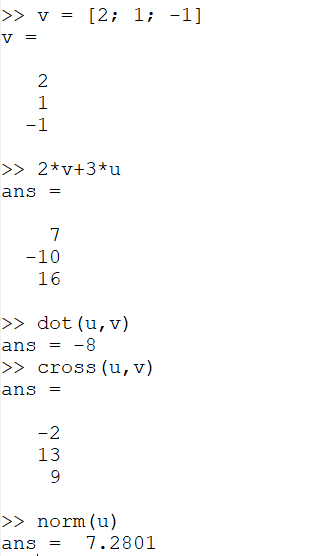 >> v = [2; 1; -1]
v =
2
1
-1
>> 2*v+3*u
ans =
7
-10
16
>> dot(u,v)
ans = -8
>> cross(u,v)
ans =
-2
13
9
>> norm(u)
ans =  7.2801